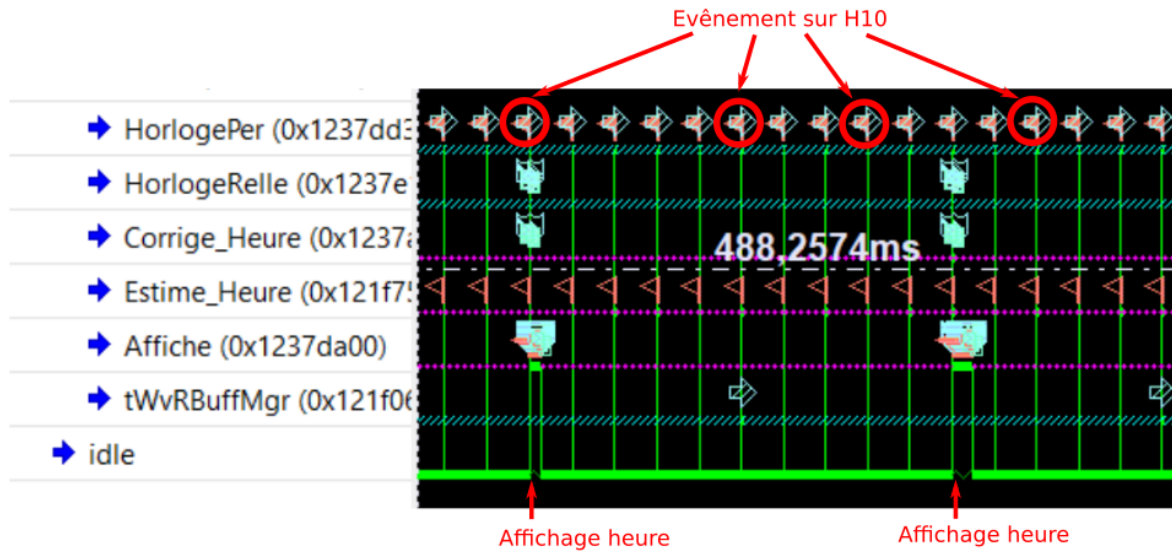 Evênement sur H10
HorlogePer (0x1237dd3
HorlogeRelle (0x1237e
Corrige_Heure (0x1237a
488,2574ms
Estime_Heure (0x121f75
Affiche (0x1237da00)
tWvRBuffMgr (0x121f06
idle
Affichage heure
Affichage heure